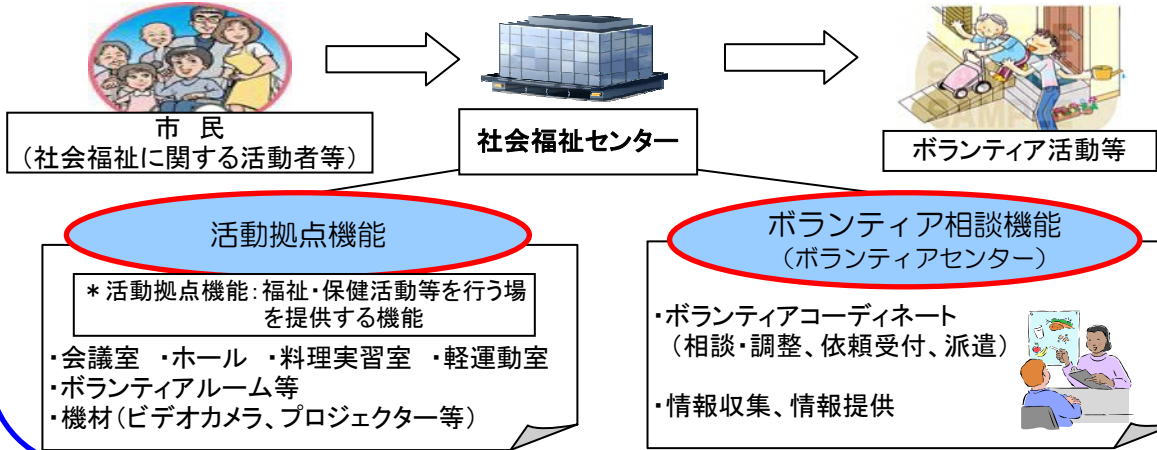 市 民
（社会福祉に関する活動者等）
社会福祉センター
ボランティア活動等
活動拠点機能
＊活動拠点機能：福祉・保健活動等を行う場
を提供する機能
・会議室 ・ホール ・料理実習室 ・軽運動室
・ボランティアルーム等
・機材（ビデオカメラ、プロジェクター等）
ボランティア相談機能
（ボランティアセンター）
・ボランティアコーディネート
（相談・調整、依頼受付、派遣）
・情報収集、情報提供